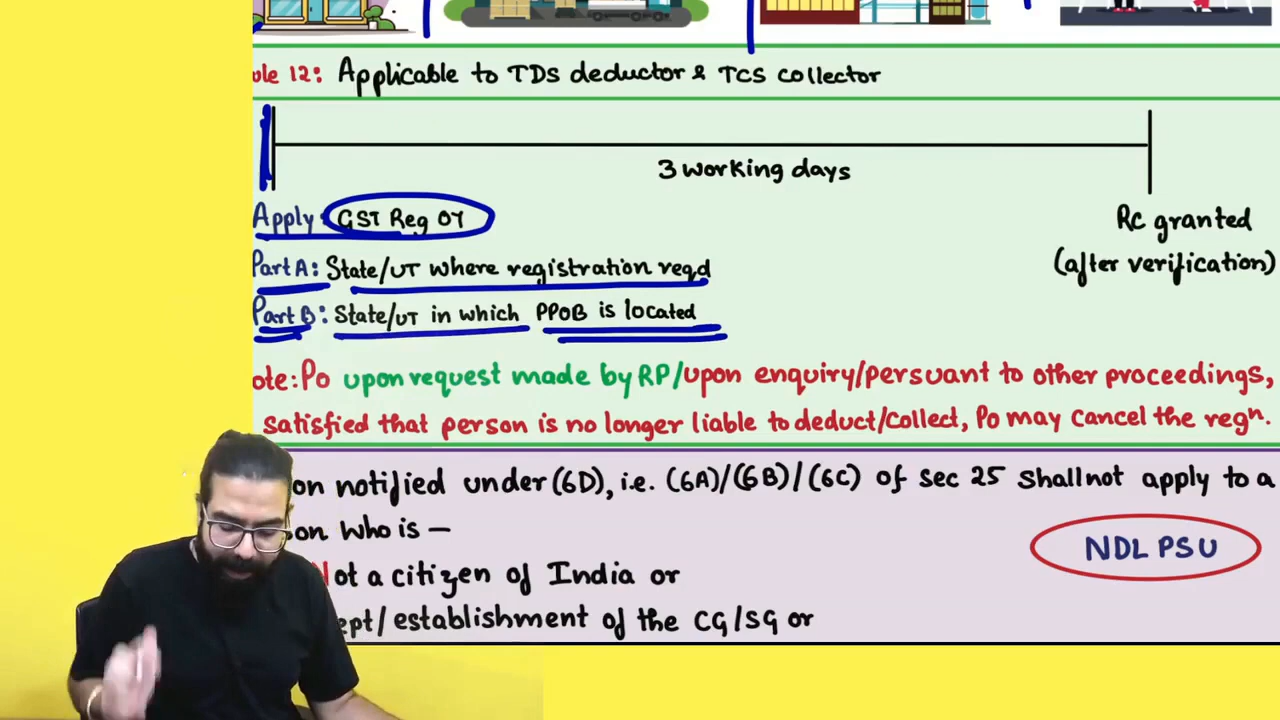 ule 12: Applicable to TDs deductor & TCS collector
3 working days
Apply: GST Reg 07
Rc granted
Part A: State/UT where registration reqd
(after verification)
Part B: State/UT in which PPOB is located
ote: Po upon request made by RP/upon enquiry/persuant to other proceedings,
satisfied that person is no longer liable to deduct/collect, Po may cancel the regn.
on notified under (6D), i.e. (6A)/(6B)/(6C) of sec 25 Shall not apply to a
son who is —
NDL PSU
Not a citizen of India or
ept/establishment of the CG/SG or